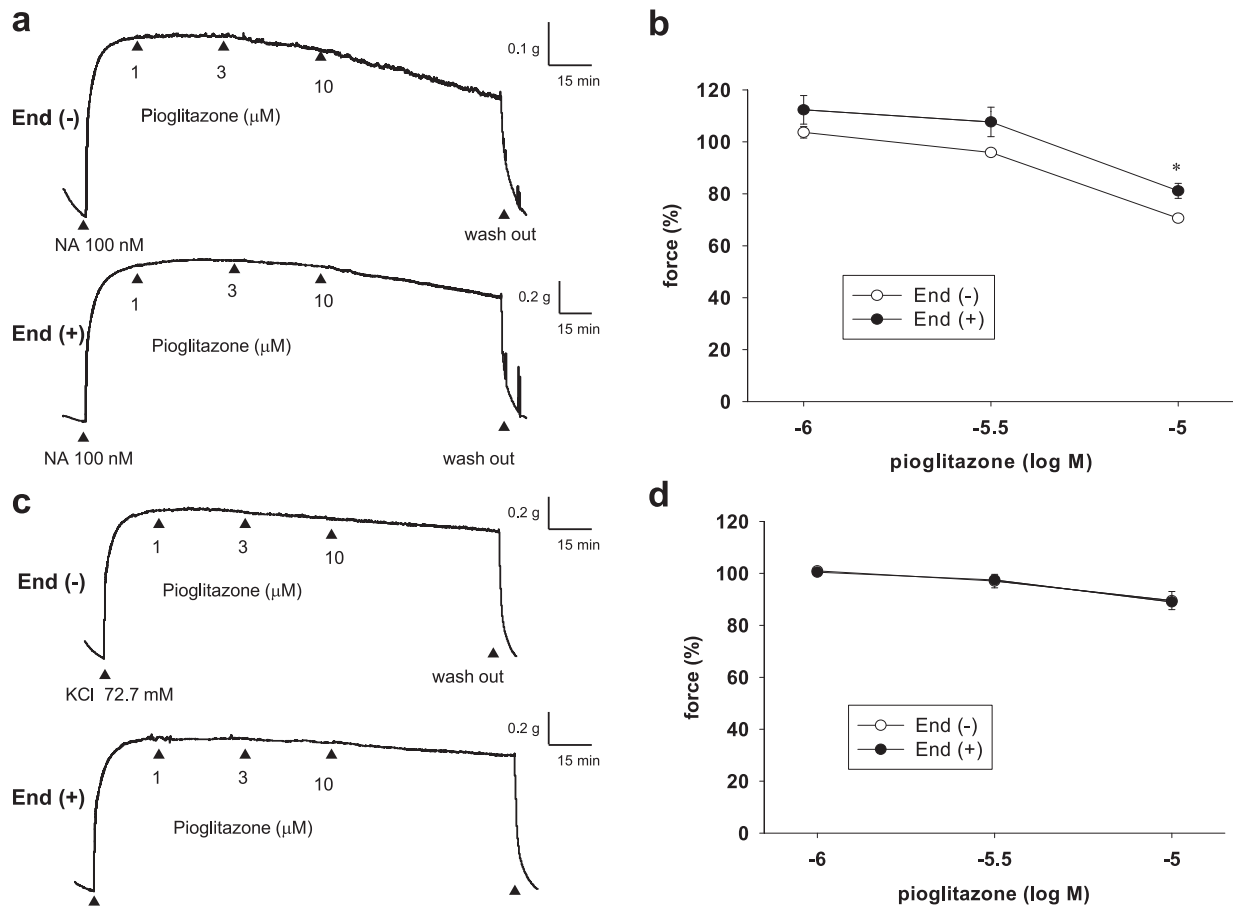 a
0.1 g
15 min
1
3
10
End (-)
Pioglitazone (μM)
NA 100 nM
wash out
1
3
10
0.2 g
15 min
End (+)
Pioglitazone (μM)
NA 100 nM
wash out
b
120
100
80
60
40
20
0
force (%)
*
End (-)
End (+)
-6
-5.5
-5
pioglitazone (log M)
c
0.2 g
15 min
1
3
10
End (-)
Pioglitazone (μM)
KCl 72.7 mM
wash out
0.2 g
15 min
1
3
10
End (+)
Pioglitazone (μM)
d
120
100
80
60
40
20
0
force (%)
End (-)
End (+)
-6
-5.5
-5
pioglitazone (log M)